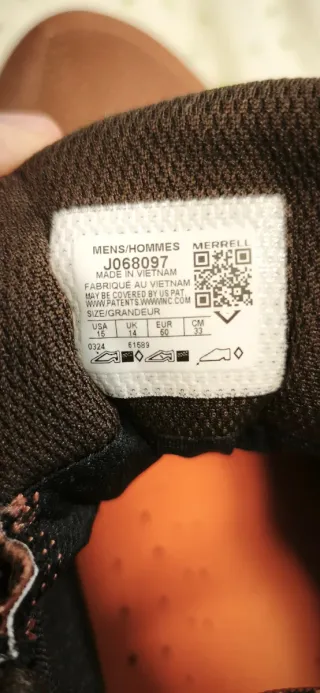 MENS/HOMMES MERRELL
J068097
MADE IN VIETNAM
FABRIQUÉ AU VIETNAM
MAY BE COVERED BY US PAT.
WWW.PATENTS.WWWINC.COM
SIZE/GRANDEUR
USA UK EUR CM
15 14 50 33
0324 61689